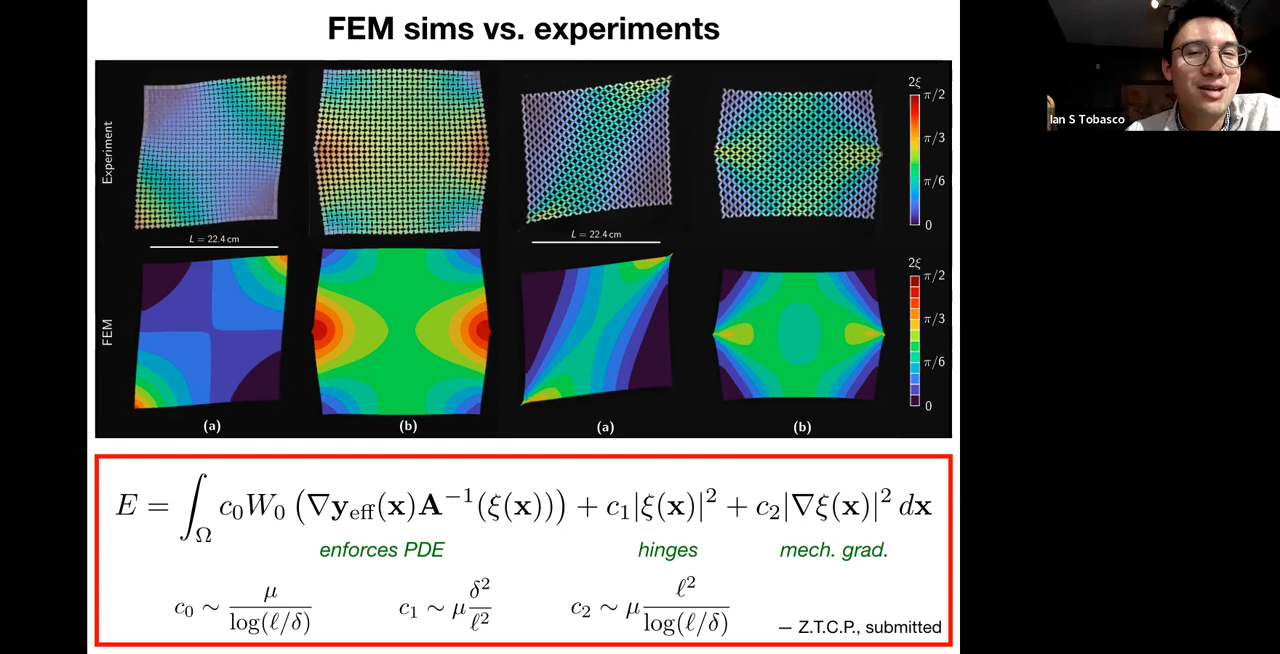 FEM sims vs. experiments
Ian S Tobasco
Experiment
2ξ
π/2
π/3
π/6
0
L = 22.4 cm
L = 22.4 cm
FEM
2ξ
π/2
π/3
π/6
0
(a)
(b)
(a)
(b)
E = ∫_Ω c₀W₀ (∇y_eff(x)A⁻¹(ξ(x))) + c₁|ξ(x)|² + c₂|∇ξ(x)|² dx
enforces PDE
hinges
mech. grad.
c₀ ∼ μ / log(ℓ/δ)
c₁ ∼ μ δ²/ℓ²
c₂ ∼ μ ℓ² / log(ℓ/δ)
— Z.T.C.P., submitted